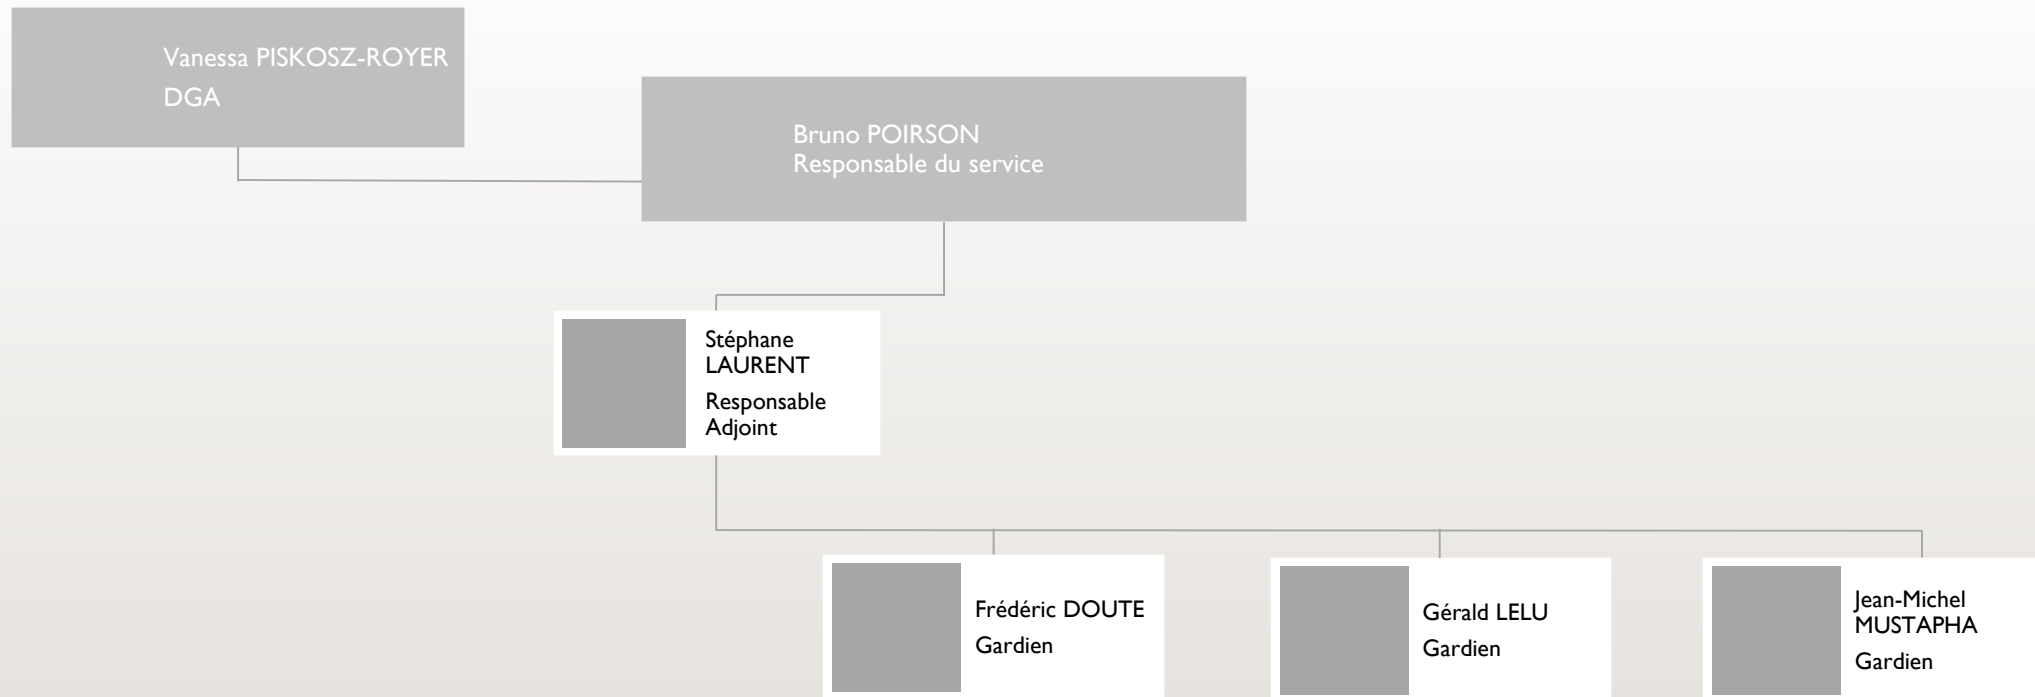 Vanessa PISKOSZ-ROYER
DGA
Bruno POIRSON
Responsable du service
Stéphane
LAURENT
Responsable
Adjoint
Frédéric DOUTE
Gardien
Gérald LELU
Gardien
Jean-Michel
MUSTAPHA
Gardien